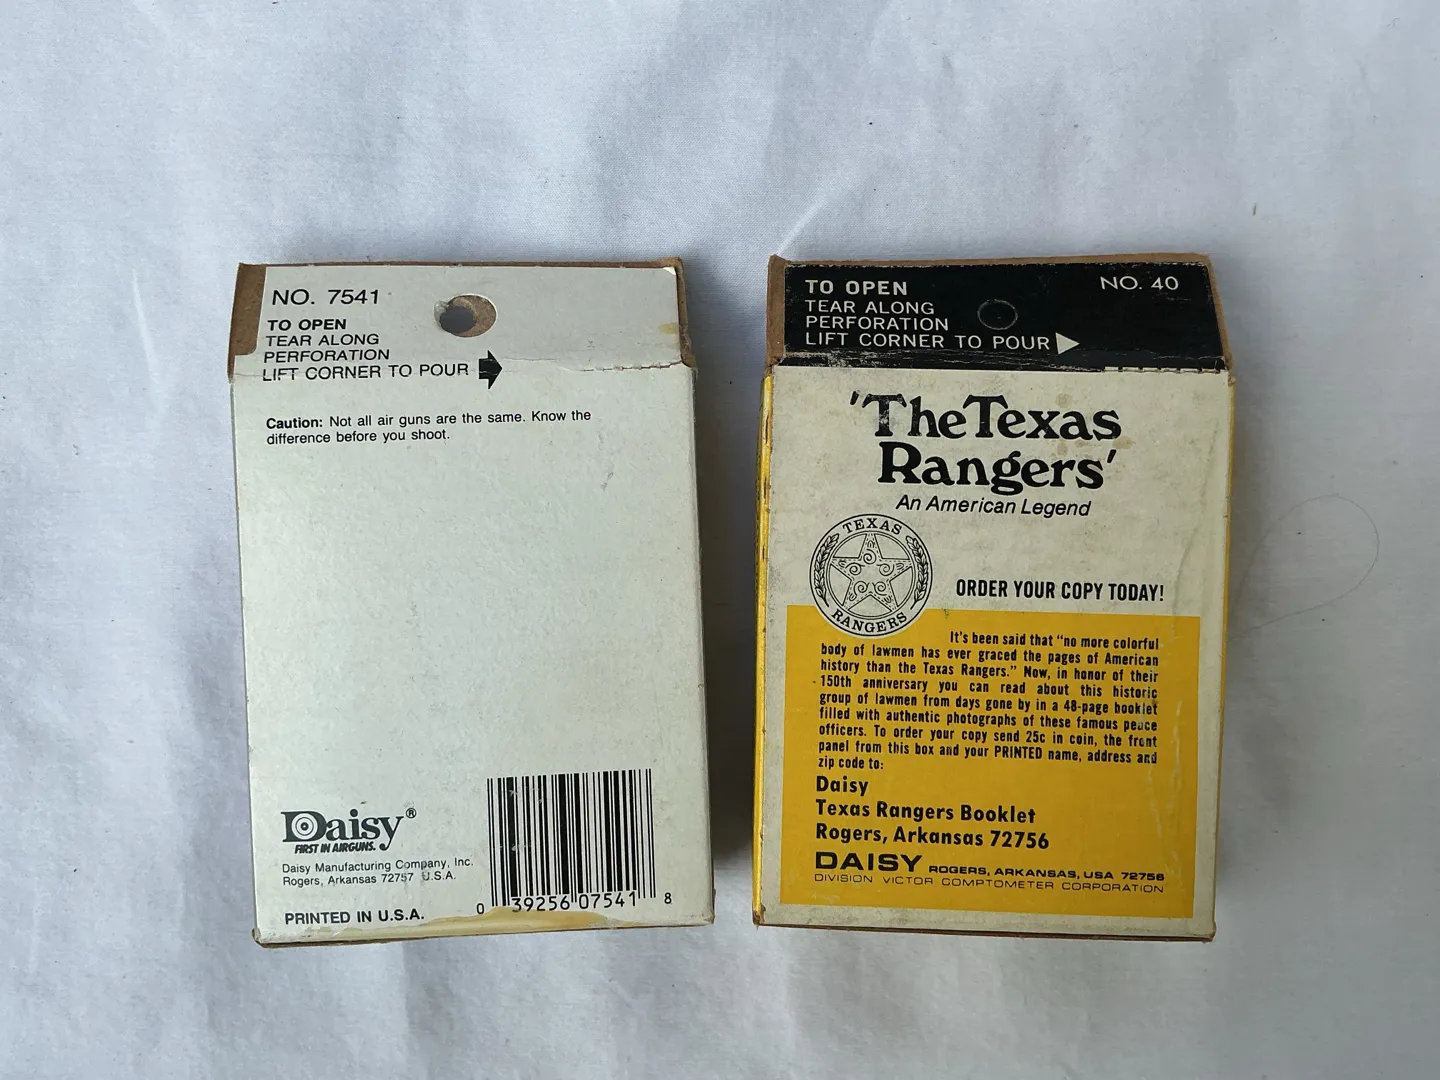 NO. 7541
TO OPEN
TEAR ALONG
PERFORATION
LIFT CORNER TO POUR
Caution: Not all air guns are the same. Know the
difference before you shoot.
Daisy®
FIRST IN AIRGUNS.
Daisy Manufacturing Company, Inc.
Rogers, Arkansas 72757 U.S.A.
PRINTED IN U.S.A.
0 39256 07541 8
TO OPEN
NO. 40
TEAR ALONG
PERFORATION
LIFT CORNER TO POUR
'The Texas
Rangers'
An American Legend
TEXAS
RANGERS
ORDER YOUR COPY TODAY!
It's been said that "no more colorful
body of lawmen has ever graced the pages of American
history than the Texas Rangers." Now, in honor of their
150th anniversary you can read about this historic
group of lawmen from days gone by in a 48-page booklet
filled with authentic photographs of these famous peace
officers. To order your copy send 25c in coin, the front
panel from this box and your PRINTED name, address and
zip code to:
Daisy
Texas Rangers Booklet
Rogers, Arkansas 72756
DAISY ROGERS, ARKANSAS, USA 72756
DIVISION VICTOR COMPTOMETER CORPORATION